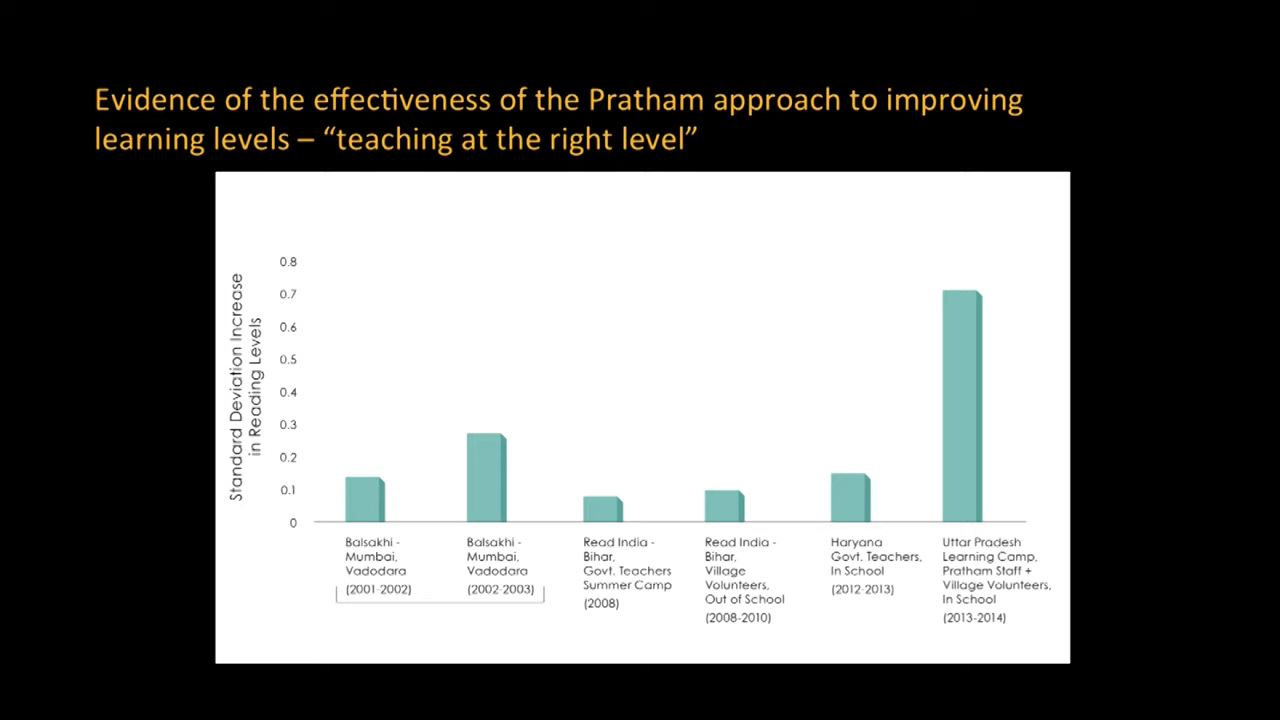 Evidence of the effectiveness of the Pratham approach to improving
learning levels – “teaching at the right level”
Standard Deviation Increase
in Reading Levels
0.8
0.7
0.6
0.5
0.4
0.3
0.2
0.1
0
Balsakhi -
Mumbai,
Vadodara
(2001-2002)
Balsakhi -
Mumbai,
Vadodara
(2002-2003)
Read India -
Bihar,
Govt. Teachers
Summer Camp
(2008)
Read India -
Bihar,
Village
Volunteers,
Out of School
(2008-2010)
Haryana
Govt. Teachers,
In School
(2012-2013)
Uttar Pradesh
Learning Camp,
Pratham Staff +
Village Volunteers,
In School
(2013-2014)